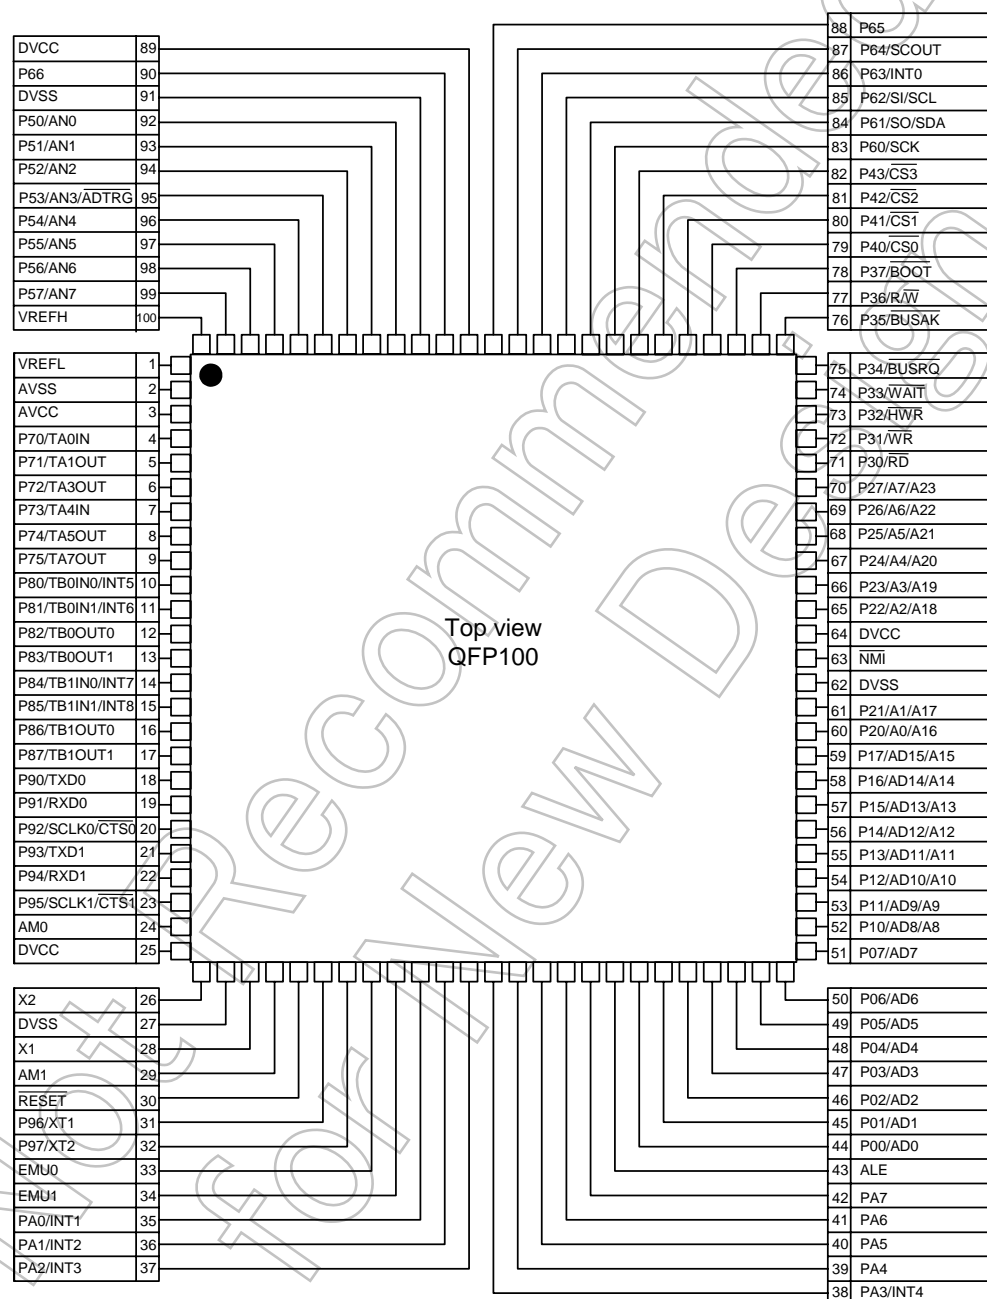 DVCC 89
P66 90
DVSS 91
P50/AN0 92
P51/AN1 93
P52/AN2 94
P53/AN3/ADTRG 95
P54/AN4 96
P55/AN5 97
P56/AN6 98
P57/AN7 99
VREFH 100
88 P65
87 P64/SCOUT
86 P63/INT0
85 P62/SI/SCL
84 P61/SO/SDA
83 P60/SCK
82 P43/CS3
81 P42/CS2
80 P41/CS1
79 P40/CS0
78 P37/BOOT
77 P36/R/W
76 P35/BUSAK
VREFL 1
AVSS 2
AVCC 3
P70/TA0IN 4
P71/TA1OUT 5
P72/TA3OUT 6
P73/TA4IN 7
P74/TA5OUT 8
P75/TA7OUT 9
P80/TB0IN0/INT5 10
P81/TB0IN1/INT6 11
P82/TB0OUT0 12
P83/TB0OUT1 13
P84/TB1IN0/INT7 14
P85/TB1IN1/INT8 15
P86/TB1OUT0 16
P87/TB1OUT1 17
P90/TXD0 18
P91/RXD0 19
P92/SCLK0/CTS0 20
P93/TXD1 21
P94/RXD1 22
P95/SCLK1/CTS1 23
AM0 24
DVCC 25
Top view
QFP100
75 P34/BUSRQ
74 P33/WAIT
73 P32/HWR
72 P31/WR
71 P30/RD
70 P27/A7/A23
69 P26/A6/A22
68 P25/A5/A21
67 P24/A4/A20
66 P23/A3/A19
65 P22/A2/A18
64 DVCC
63 NMI
62 DVSS
61 P21/A1/A17
60 P20/A0/A16
59 P17/AD15/A15
58 P16/AD14/A14
57 P15/AD13/A13
56 P14/AD12/A12
55 P13/AD11/A11
54 P12/AD10/A10
53 P11/AD9/A9
52 P10/AD8/A8
51 P07/AD7
X2 26
DVSS 27
X1 28
AM1 29
RESET 30
P96/XT1 31
P97/XT2 32
EMU0 33
EMU1 34
PA0/INT1 35
PA1/INT2 36
PA2/INT3 37
50 P06/AD6
49 P05/AD5
48 P04/AD4
47 P03/AD3
46 P02/AD2
45 P01/AD1
44 P00/AD0
43 ALE
42 PA7
41 PA6
40 PA5
39 PA4
38 PA3/INT4
Not Recommended
for New Design